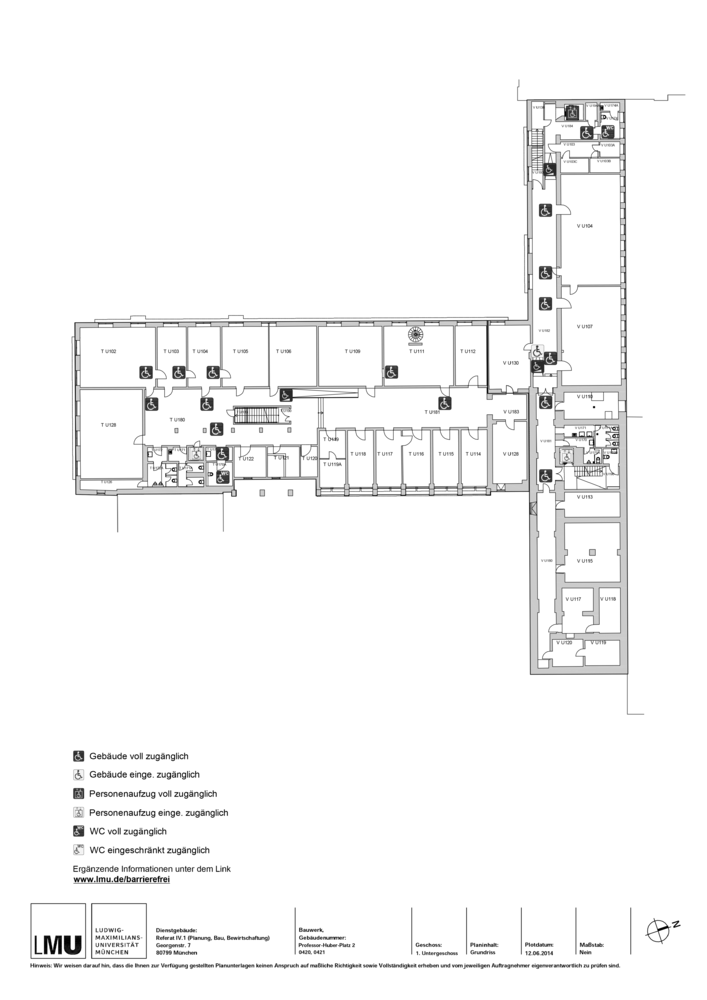 V U104
T U102
T U103
T U104
T U105
T U106
T U109
T U111
T U112
V U107
V U130
V U110
T U128
T U180
T U181
V U183
T U122
T U121
T U120
T U119A
T U118
T U117
T U116
T U115
T U114
V U128
V U113
V U115
V U117
V U118
V U120
V U119
Gebäude voll zugänglich
Gebäude einge. zugänglich
Personenaufzug voll zugänglich
Personenaufzug einge. zugänglich
WC voll zugänglich
WC eingeschränkt zugänglich
Ergänzende Informationen unter dem Link
www.lmu.de/barrierefrei
LMU
LUDWIG-
MAXIMILIANS-
UNIVERSITÄT
MÜNCHEN
Dienstgebäude:
Referat IV.1 (Planung, Bau, Bewirtschaftung)
Georgenstr. 7
80799 München
Bauwerk,
Gebäudenummer:
Professor-Huber-Platz 2
0420, 0421
Geschoss:
1. Untergeschoss
Planinhalt:
Grundriss
Plotdatum:
12.06.2014
Maßstab:
Nein
N
Hinweis: Wir weisen darauf hin, dass die Ihnen zur Verfügung gestellten Planunterlagen keinen Anspruch auf maßliche Richtigkeit sowie Vollständigkeit erheben und vom jeweiligen Auftragnehmer eigenverantwortlich zu prüfen sind.